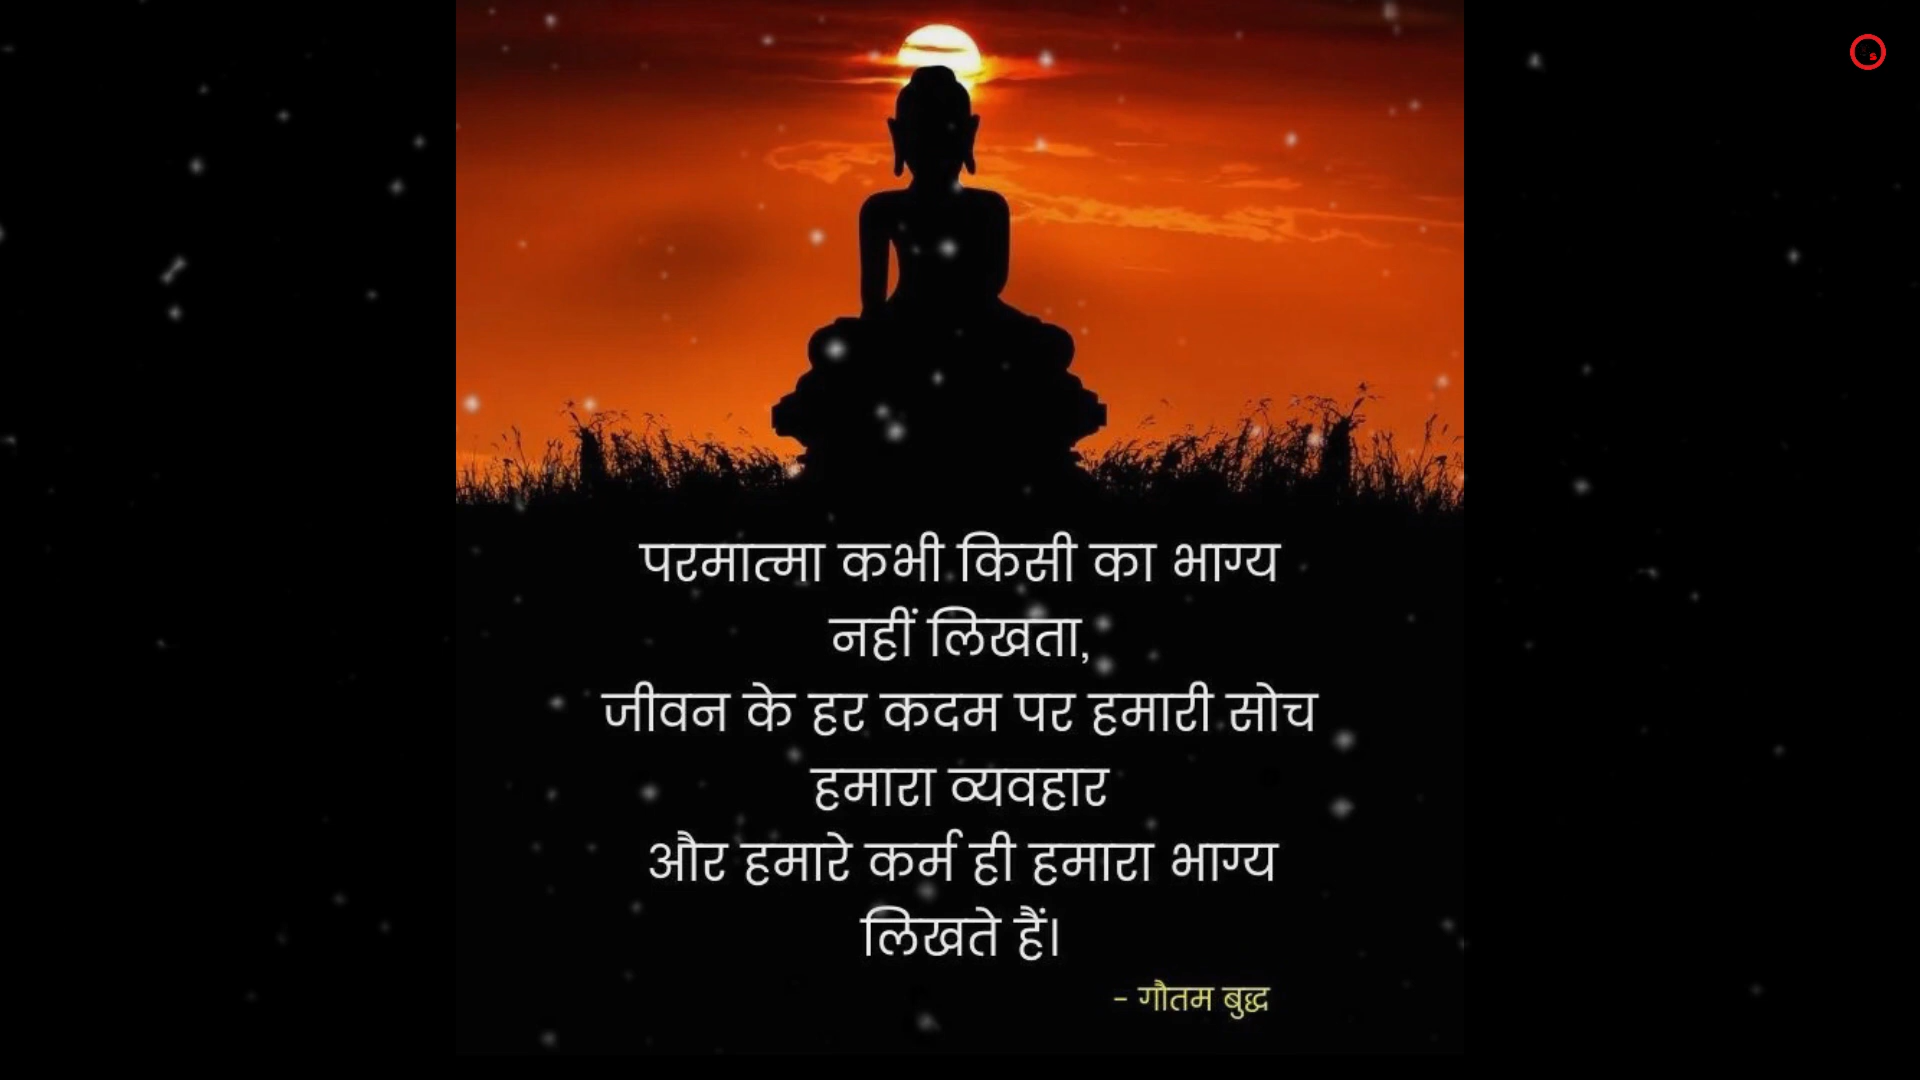 परमात्मा कभी किसी का भाग्य
नहीं लिखता,
जीवन के हर कदम पर हमारी सोच
हमारा व्यवहार
और हमारे कर्म ही हमारा भाग्य
लिखते हैं।
- गौतम बुद्ध